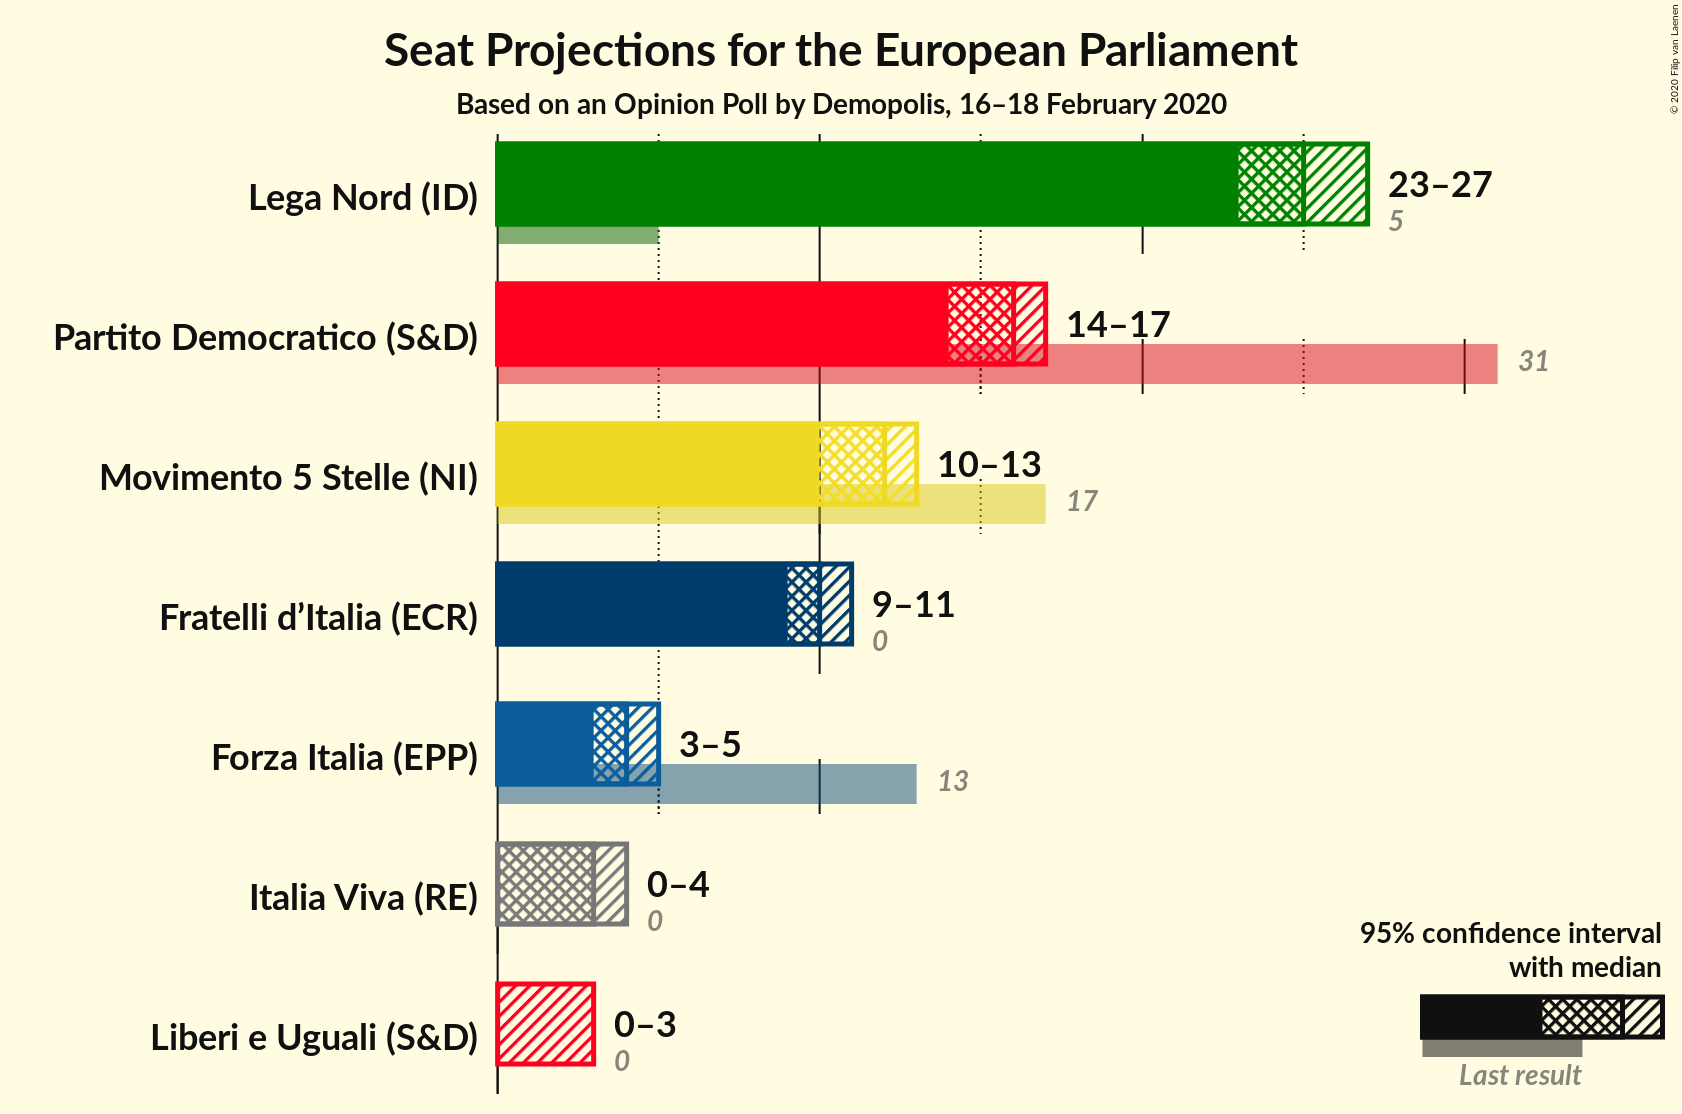 Seat Projections for the European Parliament
Based on an Opinion Poll by Demopolis, 16–18 February 2020
© 2020 Filip van Laenen
Lega Nord (ID)
23–27
5
Partito Democratico (S&D)
14–17
31
Movimento 5 Stelle (NI)
10–13
17
Fratelli d’Italia (ECR)
9–11
0
Forza Italia (EPP)
3–5
13
Italia Viva (RE)
0–4
0
Liberi e Uguali (S&D)
0–3
0
95% confidence interval
with median
Last result